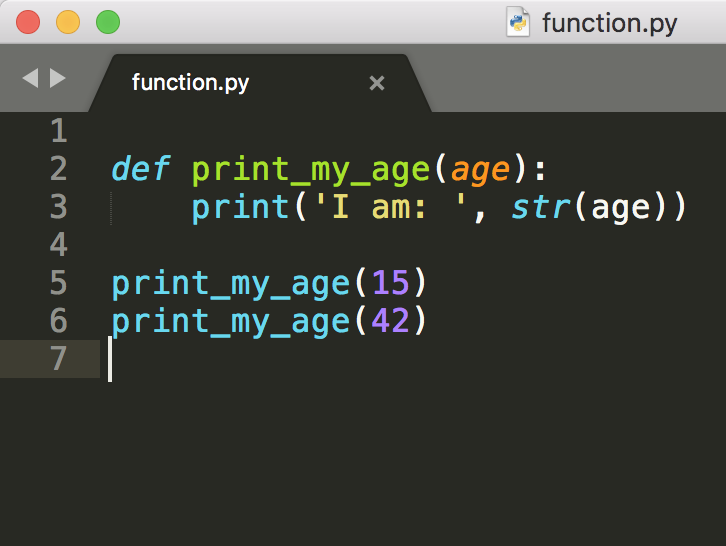 function.py
function.py ×
1
2 def print_my_age(age):
3     print('I am: ', str(age))
4
5 print_my_age(15)
6 print_my_age(42)
7